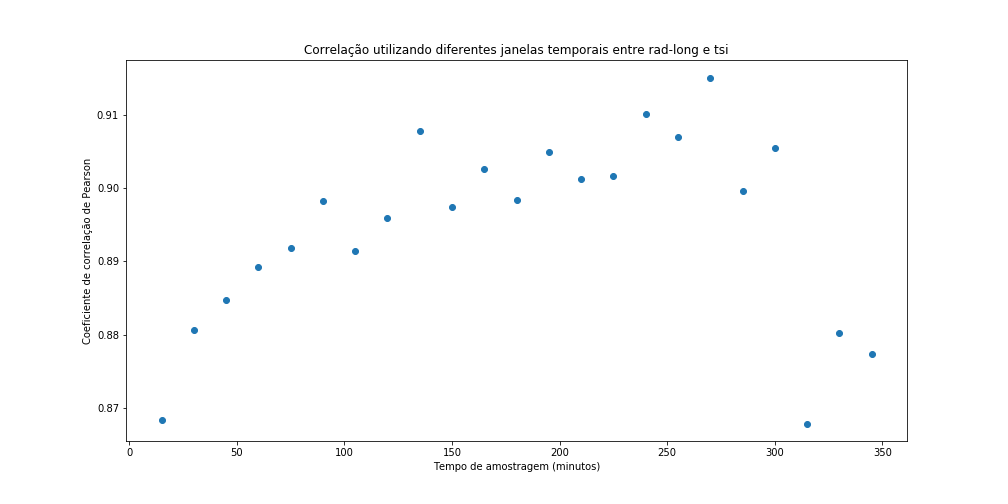 Correlação utilizando diferentes janelas temporais entre rad-long e tsi
Coeficiente de correlação de Pearson
0.91
0.90
0.89
0.88
0.87
0 50 100 150 200 250 300 350
Tempo de amostragem (minutos)